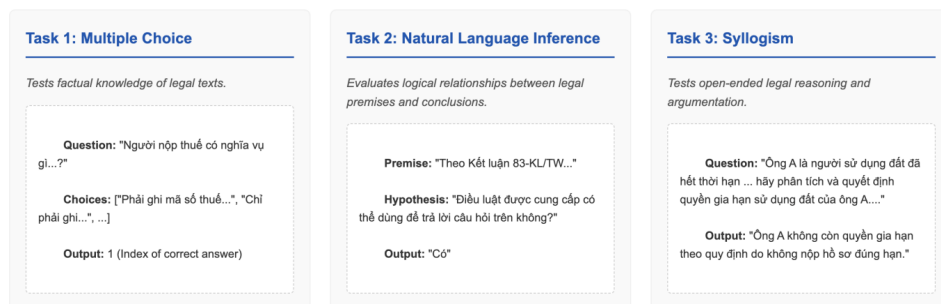 Task 1: Multiple Choice
Tests factual knowledge of legal texts.
Question: "Người nộp thuế có nghĩa vụ
gì...?"
Choices: ["Phải ghi mã số thuế...", "Chỉ
phải ghi...", ...]
Output: 1 (Index of correct answer)
Task 2: Natural Language Inference
Evaluates logical relationships between legal
premises and conclusions.
Premise: "Theo Kết luận 83-KL/TW..."
Hypothesis: "Điều luật được cung cấp có
thể dùng để trả lời câu hỏi trên không?"
Output: "Có"
Task 3: Syllogism
Tests open-ended legal reasoning and
argumentation.
Question: "Ông A là người sử dụng đất đã
hết thời hạn ... hãy phân tích và quyết định
quyền gia hạn sử dụng đất của ông A...."
Output: "Ông A không còn quyền gia hạn
theo quy định do không nộp hồ sơ đúng hạn."